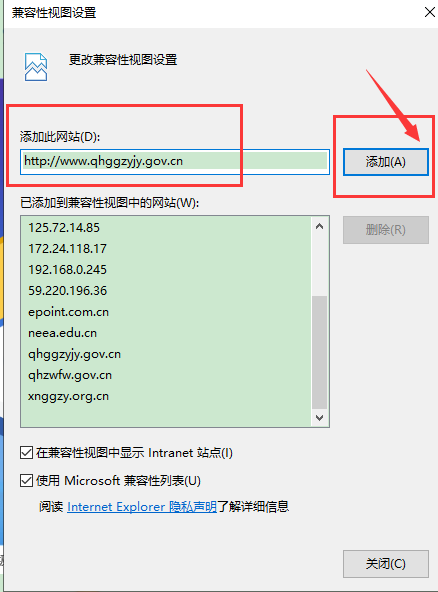 兼容性视图设置
更改兼容性视图设置
添加此网站(D):
http://www.qhggzyjy.gov.cn
添加(A)
已添加到兼容性视图中的网站(W):
125.72.14.85
172.24.118.17
192.168.0.245
59.220.196.36
epoint.com.cn
neea.edu.cn
qhggzyjy.gov.cn
qhzwfw.gov.cn
xnggzy.org.cn
删除(R)
在兼容性视图中显示 Intranet 站点(I)
使用 Microsoft 兼容性列表(U)
阅读 Internet Explorer 隐私声明了解详细信息
关闭(C)